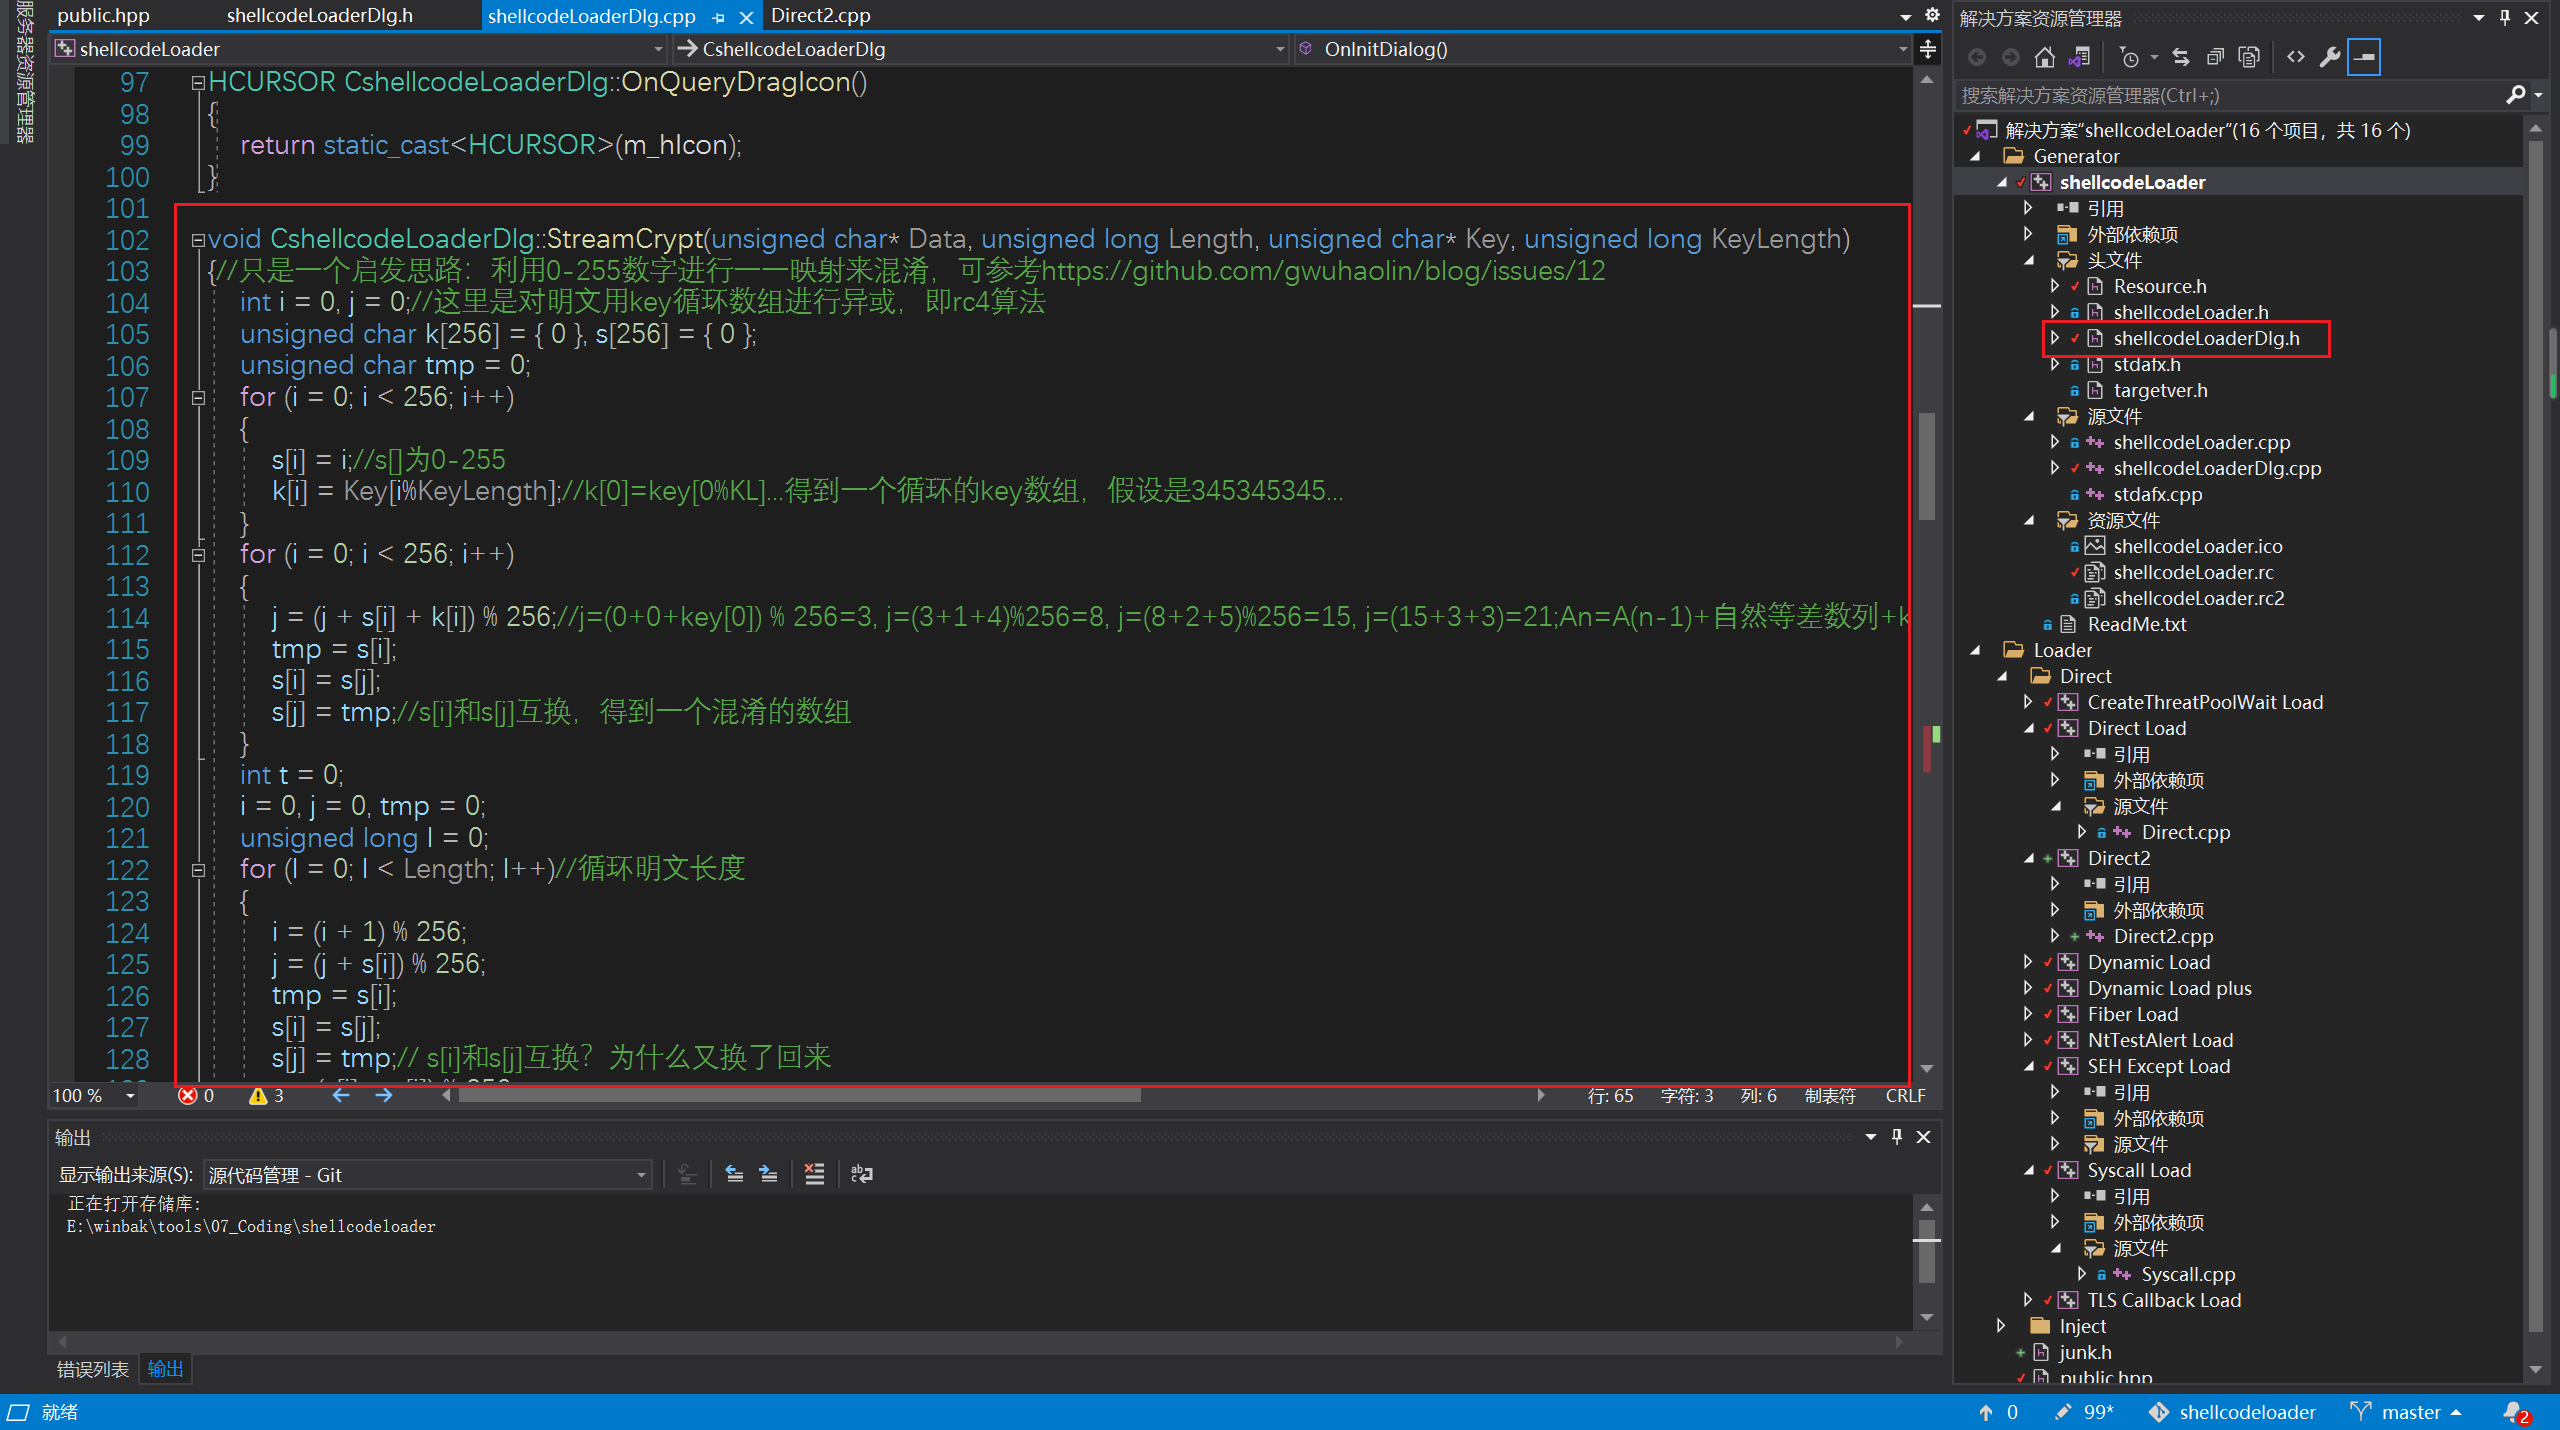 服务器资源管理器
public.hpp
shellcodeLoaderDlg.h
shellcodeLoaderDlg.cpp
Direct2.cpp
shellcodeLoader
CshellcodeLoaderDlg
OnInitDialog()
97 HCURSOR CshellcodeLoaderDlg::OnQueryDragIcon()
98 {
99 return static_cast<HCURSOR>(m_hIcon);
100 }
101
102 void CshellcodeLoaderDlg::StreamCrypt(unsigned char* Data, unsigned long Length, unsigned char* Key, unsigned long KeyLength)
103 {//只是一个启发思路：利用0-255数字进行一一映射来混淆，可参考https://github.com/gwuhaolin/blog/issues/12
104 int i = 0, j = 0;//这里是对明文用key循环数组进行异或，即rc4算法
105 unsigned char k[256] = { 0 }, s[256] = { 0 };
106 unsigned char tmp = 0;
107 for (i = 0; i < 256; i++)
108 {
109 s[i] = i;//s[]为0-255
110 k[i] = Key[i%KeyLength];//k[0]=key[0%KL]...得到一个循环的key数组，假设是345345345...
111 }
112 for (i = 0; i < 256; i++)
113 {
114 j = (j + s[i] + k[i]) % 256;//j=(0+0+key[0]) % 256=3, j=(3+1+4)%256=8, j=(8+2+5)%256=15, j=(15+3+3)=21;An=A(n-1)+自然等差数列+k
115 tmp = s[i];
116 s[i] = s[j];
117 s[j] = tmp;//s[i]和s[j]互换，得到一个混淆的数组
118 }
119 int t = 0;
120 i = 0, j = 0, tmp = 0;
121 unsigned long l = 0;
122 for (l = 0; l < Length; l++)//循环明文长度
123 {
124 i = (i + 1) % 256;
125 j = (j + s[i]) % 256;
126 tmp = s[i];
127 s[i] = s[j];
128 s[j] = tmp;// s[i]和s[j]互换？为什么又换了回来
100 %
0
3
行: 65
字符: 3
列: 6
制表符
CRLF
输出
显示输出来源(S):
源代码管理 - Git
正在打开存储库:
E:\winbak\tools\07_Coding\shellcodeloader
错误列表
输出
解决方案资源管理器
搜索解决方案资源管理器(Ctrl+;)
解决方案"shellcodeLoader"(16 个项目，共 16 个)
Generator
shellcodeLoader
引用
外部依赖项
头文件
Resource.h
shellcodeLoader.h
shellcodeLoaderDlg.h
stdafx.h
targetver.h
源文件
shellcodeLoader.cpp
shellcodeLoaderDlg.cpp
stdafx.cpp
资源文件
shellcodeLoader.ico
shellcodeLoader.rc
shellcodeLoader.rc2
ReadMe.txt
Loader
Direct
CreateThreatPoolWait Load
Direct Load
引用
外部依赖项
源文件
Direct.cpp
Direct2
引用
外部依赖项
Direct2.cpp
Dynamic Load
Dynamic Load plus
Fiber Load
NtTestAlert Load
SEH Except Load
引用
外部依赖项
源文件
Syscall Load
引用
外部依赖项
源文件
Syscall.cpp
TLS Callback Load
Inject
junk.h
public.hpp
就绪
0
99*
shellcodeloader
master
2